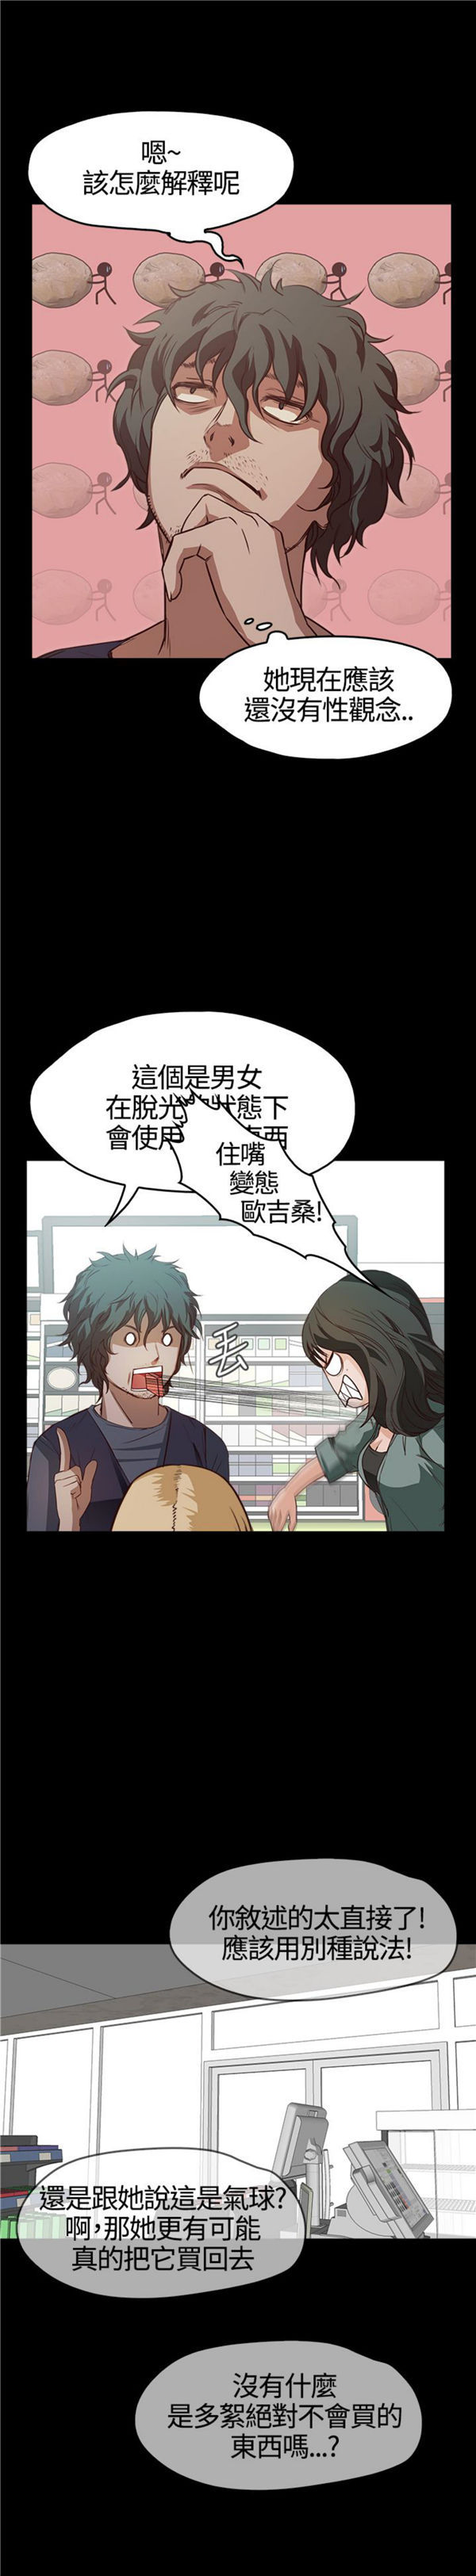 嗯~
該怎麼解釋呢
她現在應該
還沒有性觀念..
這個是男女
在脫光 狀態下
會使用
住嘴
變態
歐吉桑!
丟
你敘述的太直接了!
應該用別種說法!
還是跟她說這是氣球?
啊,那她更有可能
真的把它買回去
沒有什麼
是多絮絕對不會買的
東西嗎...?